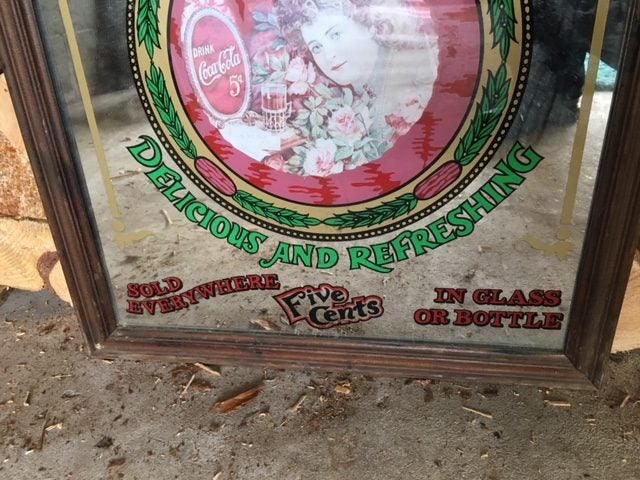 DRINK
Coca-Cola
5¢
DELICIOUS AND REFRESHING
SOLD
EVERYWHERE
Five
Cents
IN GLASS
OR BOTTLE